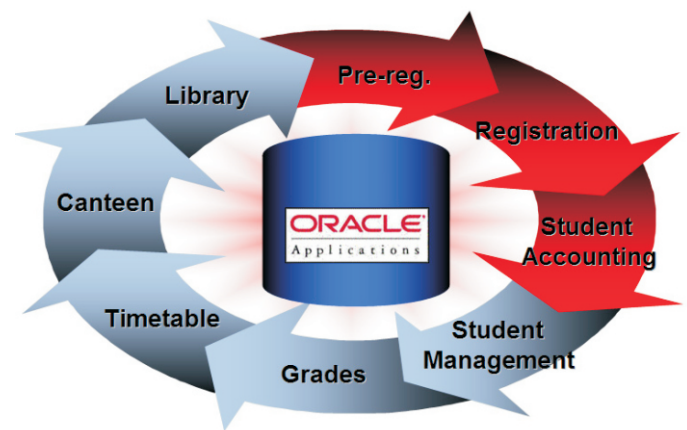 Pre-reg.
Registration
Student
Accounting
Student
Management
Grades
Timetable
Canteen
Library
ORACLE
Applications